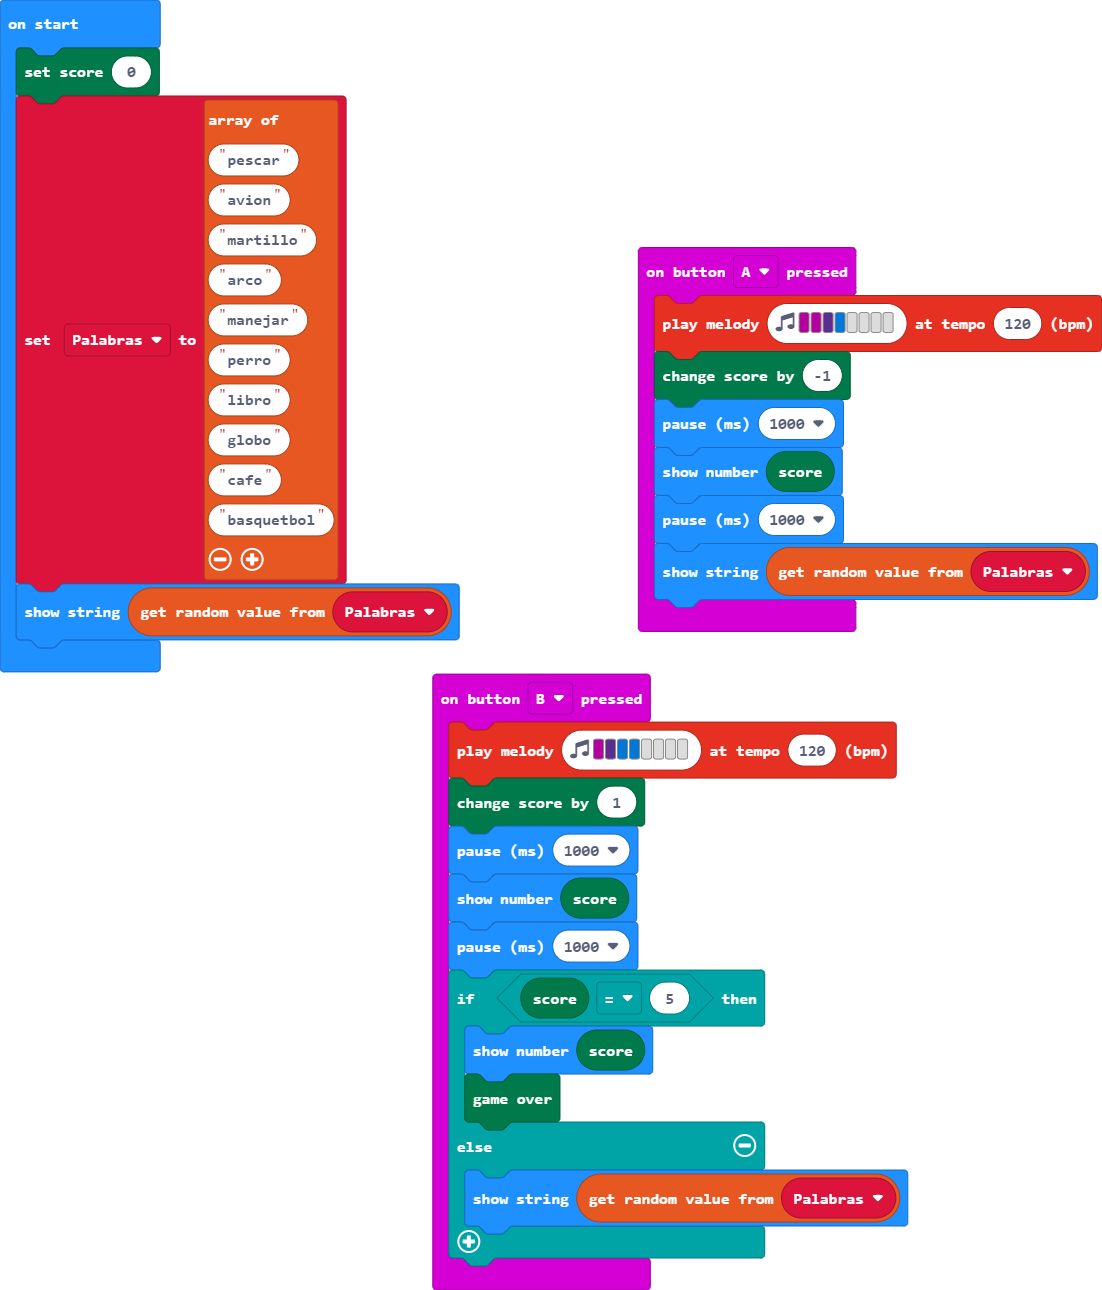 on start
set score 0
set Palabras to
array of
"pescar"
"avion"
"martillo"
"arco"
"manejar"
"perro"
"libro"
"globo"
"cafe"
"basquetbol"
show string get random value from Palabras
on button A pressed
play melody at tempo 120 (bpm)
change score by -1
pause (ms) 1000
show number score
pause (ms) 1000
show string get random value from Palabras
on button B pressed
play melody at tempo 120 (bpm)
change score by 1
pause (ms) 1000
show number score
pause (ms) 1000
if score = 5 then
show number score
game over
else
show string get random value from Palabras